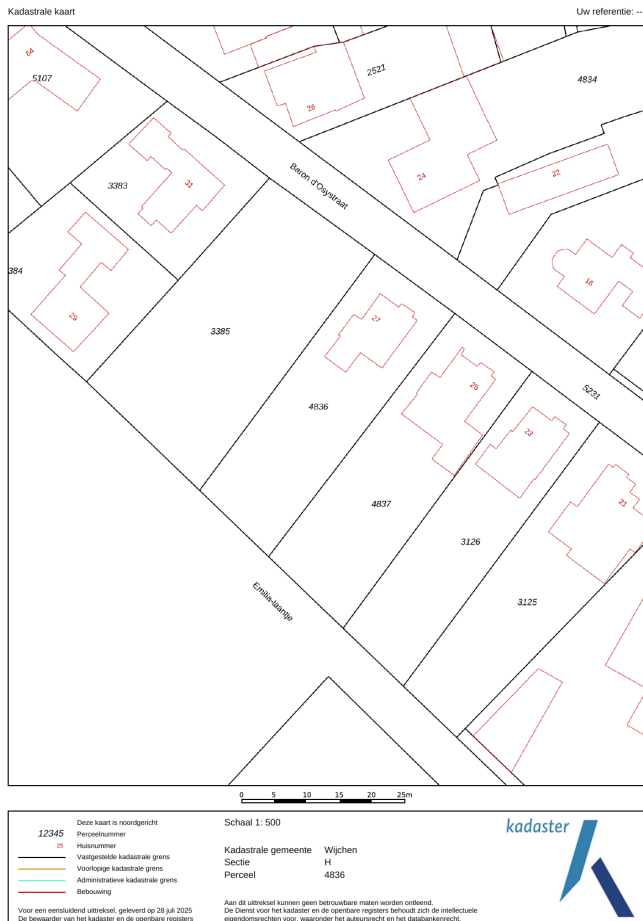 Kadastrale kaart
Uw referentie: --
64
5107
26
2521
4834
3383
31
Baron d'Osystraat
24
22
384
29
16
3385
27
5231
25
4836
23
4837
21
3126
Emilia-laantje
3125
0 5 10 15 20 25m
Deze kaart is noordgericht
12345 Perceelnummer
25 Huisnummer
Vastgestelde kadastrale grens
Voorlopige kadastrale grens
Administratieve kadastrale grens
Bebouwing
Voor een eensluidend uittreksel, geleverd op 28 juli 2025
De bewaarder van het kadaster en de openbare registers
Schaal 1: 500
Kadastrale gemeente Wijchen
Sectie H
Perceel 4836
Aan dit uittreksel kunnen geen betrouwbare maten worden ontleend.
De Dienst voor het kadaster en de openbare registers behoudt zich de intellectuele
eigendomsrechten voor, waaronder het auteursrecht en het databankenrecht.
kadaster